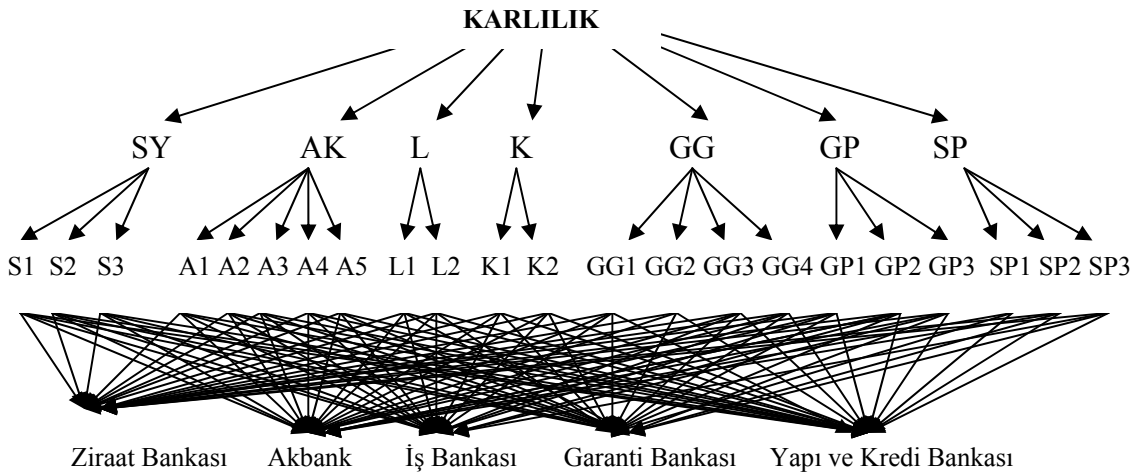 KARLILIK
SY AK L K GG GP SP
S1 S2 S3 A1 A2 A3 A4 A5 L1 L2 K1 K2 GG1 GG2 GG3 GG4 GP1 GP2 GP3 SP1 SP2 SP3
Ziraat Bankası Akbank İş Bankası Garanti Bankası Yapı ve Kredi Bankası